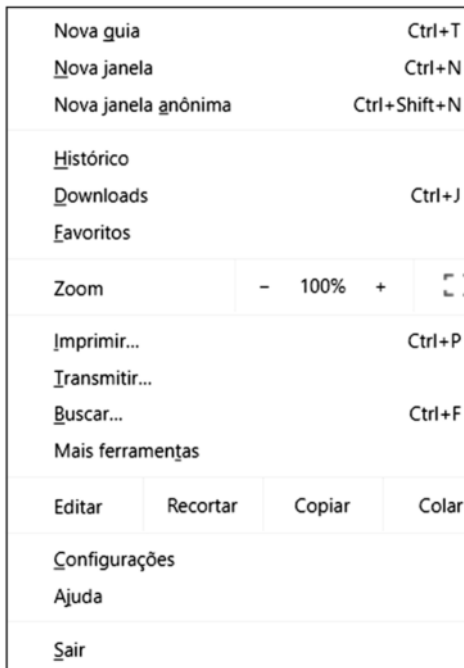 Nova guia Ctrl+T
Nova janela Ctrl+N
Nova janela anônima Ctrl+Shift+N
Histórico
Downloads Ctrl+J
Favoritos
Zoom - 100% +
Imprimir... Ctrl+P
Transmitir...
Buscar... Ctrl+F
Mais ferramentas
Editar Recortar Copiar Colar
Configurações
Ajuda
Sair